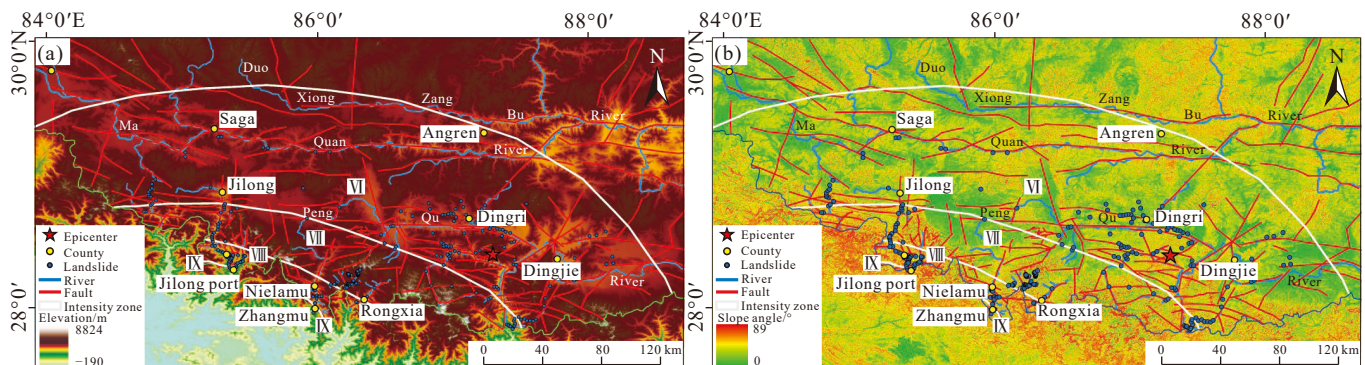 84°0′E
86°0′
88°0′
84°0′E
86°0′
88°0′
30°0′N
28°0′
(a)
N
Duo
Xiong
Zang
Bu
River
Ma
Saga
Angren
Quan
River
Jilong
Ⅵ
Peng
Qu
Dingri
Ⅶ
Ⅷ
Ⅸ
Jilong port
Dingjie
Nielamu
River
Zhangmu
Ⅸ
Rongxia
Epicenter
County
Landslide
River
Fault
Intensity zone
Elevation/m
8824
−190
0 40 80 120 km
30°0′N
28°0′
(b)
N
Duo
Xiong
Zang
Bu
River
Ma
Saga
Angren
Quan
River
Jilong
Ⅵ
Peng
Qu
Dingri
Ⅶ
Ⅷ
Ⅸ
Jilong port
Dingjie
Nielamu
River
Zhangmu
Ⅸ
Rongxia
Epicenter
County
Landslide
River
Fault
Intensity zone
Slope angle/°
89°
0
0 40 80 120 km